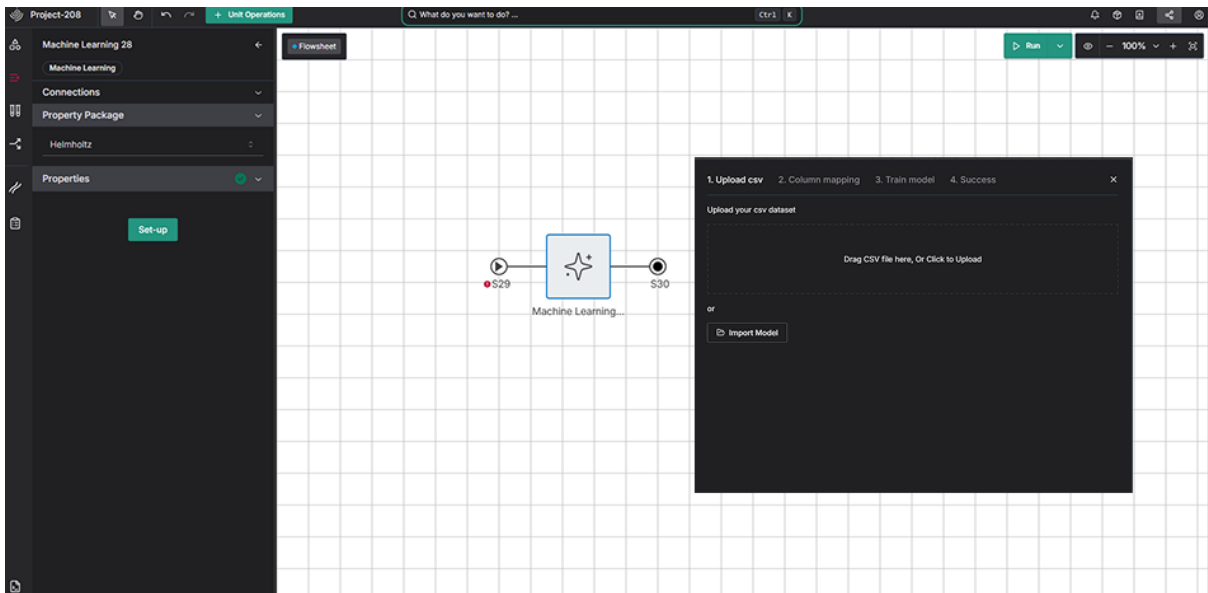 Project-208
+ Unit Operations
What do you want to do? ...
Ctrl K
Machine Learning 28
Machine Learning
Connections
Property Package
Helmholtz
Properties
Set-up
Flowsheet
Run
100%
S29
S30
Machine Learning...
1. Upload csv 2. Column mapping 3. Train model 4. Success
Upload your csv dataset
Drag CSV file here, Or Click to Upload
or
Import Model